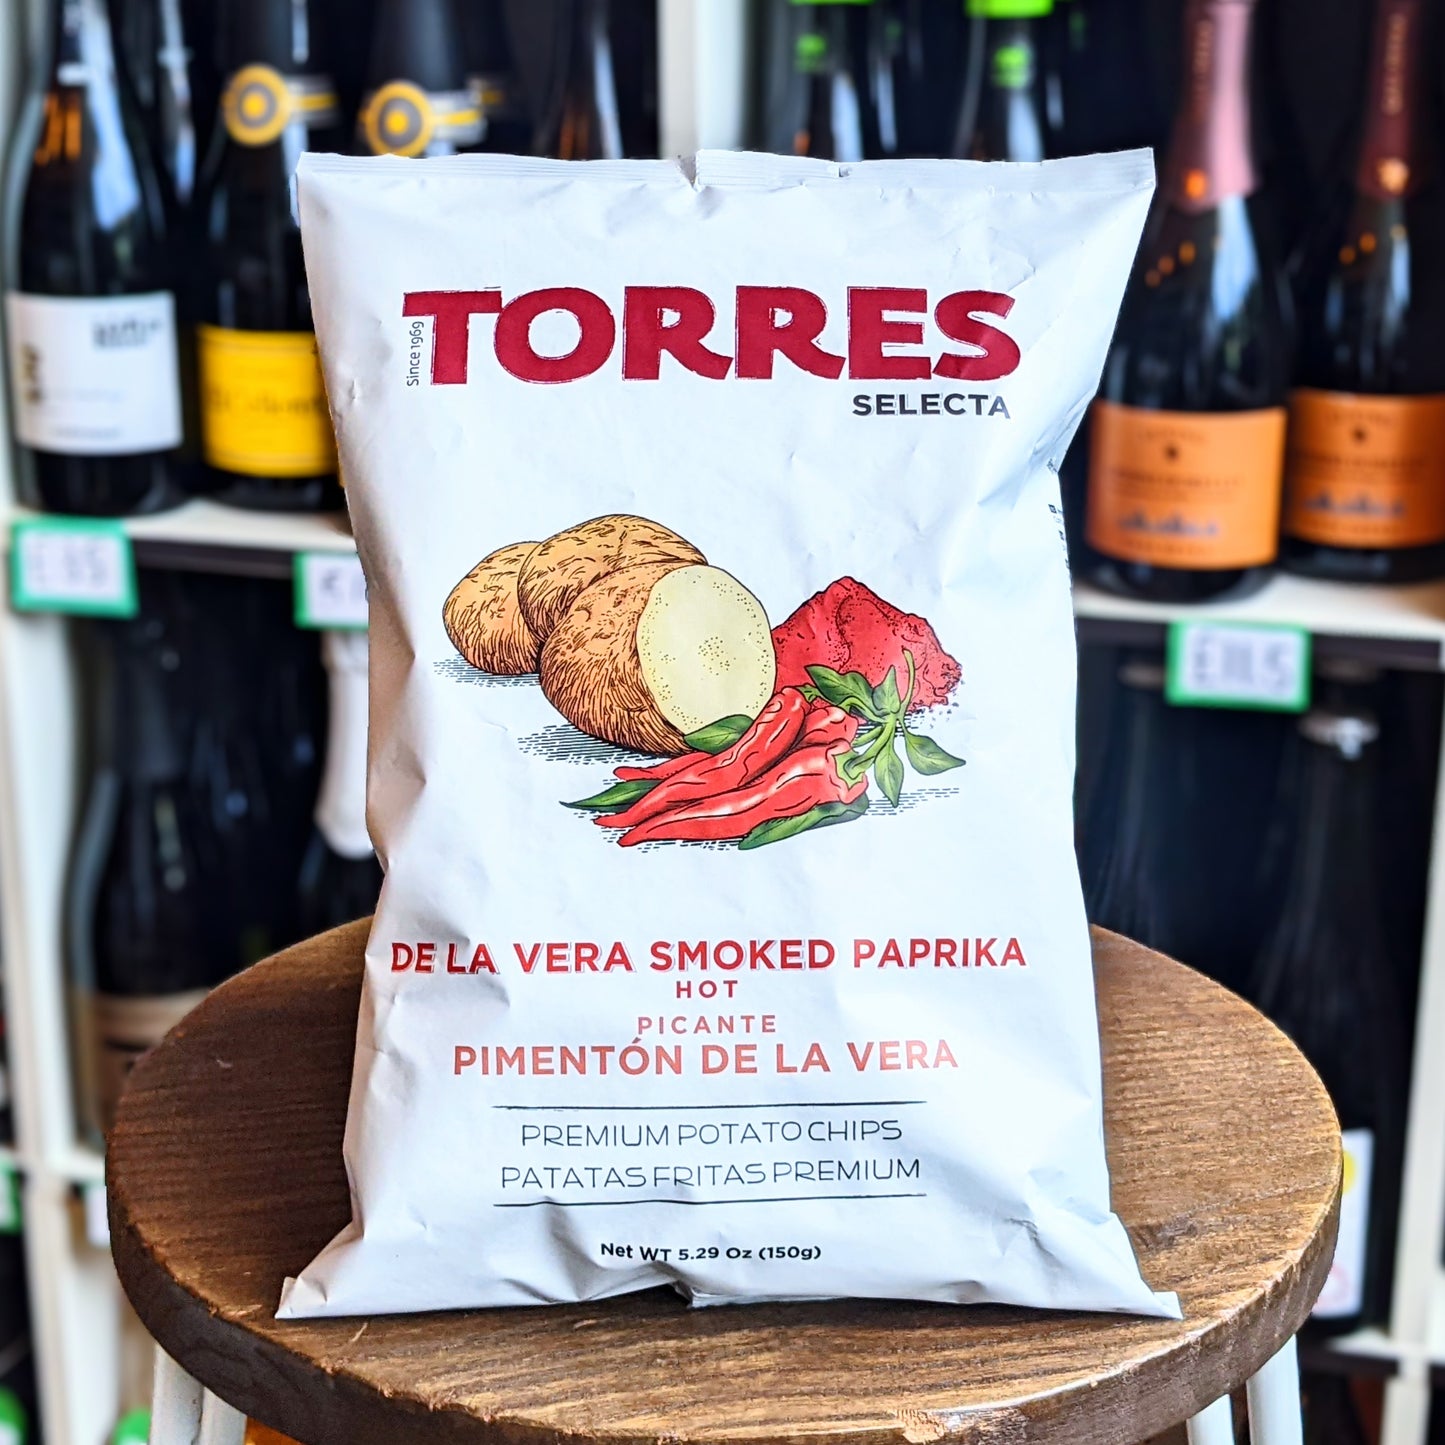 Since 1969
TORRES
SELECTA
DE LA VERA SMOKED PAPRIKA
HOT
PICANTE
PIMENTÓN DE LA VERA
PREMIUM POTATO CHIPS
PATATAS FRITAS PREMIUM
Net WT 5.29 Oz (150g)